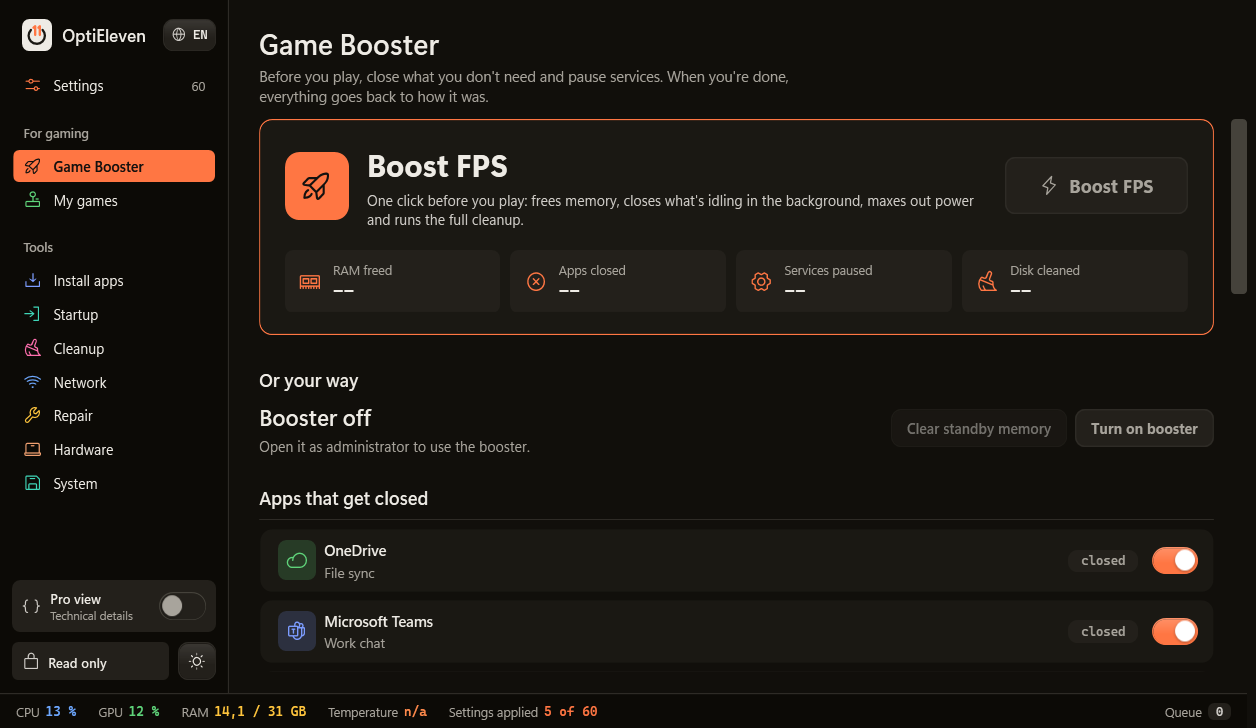 OptiEleven
EN
Settings
60
For gaming
Game Booster
My games
Tools
Install apps
Startup
Cleanup
Network
Repair
Hardware
System
Pro view
Technical details
Read only
Game Booster
Before you play, close what you don't need and pause services. When you're done,
everything goes back to how it was.
Boost FPS
One click before you play: frees memory, closes what's idling in the background, maxes out power
and runs the full cleanup.
Boost FPS
RAM freed
——
Apps closed
——
Services paused
——
Disk cleaned
——
Or your way
Booster off
Open it as administrator to use the booster.
Clear standby memory
Turn on booster
Apps that get closed
OneDrive
File sync
closed
Microsoft Teams
Work chat
closed
CPU 13 %
GPU 12 %
RAM 14,1 / 31 GB
Temperature n/a
Settings applied 5 of 60
Queue 0